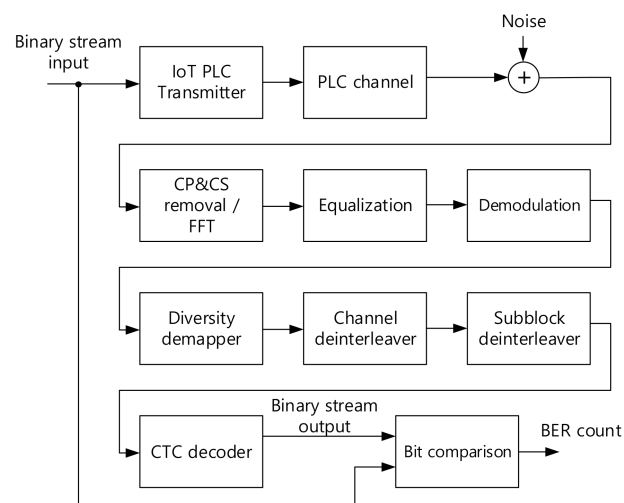 Noise
Binary stream
input
IoT PLC
Transmitter
PLC channel
+
CP&CS
removal /
FFT
Equalization
Demodulation
Diversity
demapper
Channel
deinterleaver
Subblock
deinterleaver
Binary stream
output
CTC decoder
Bit comparison
BER count